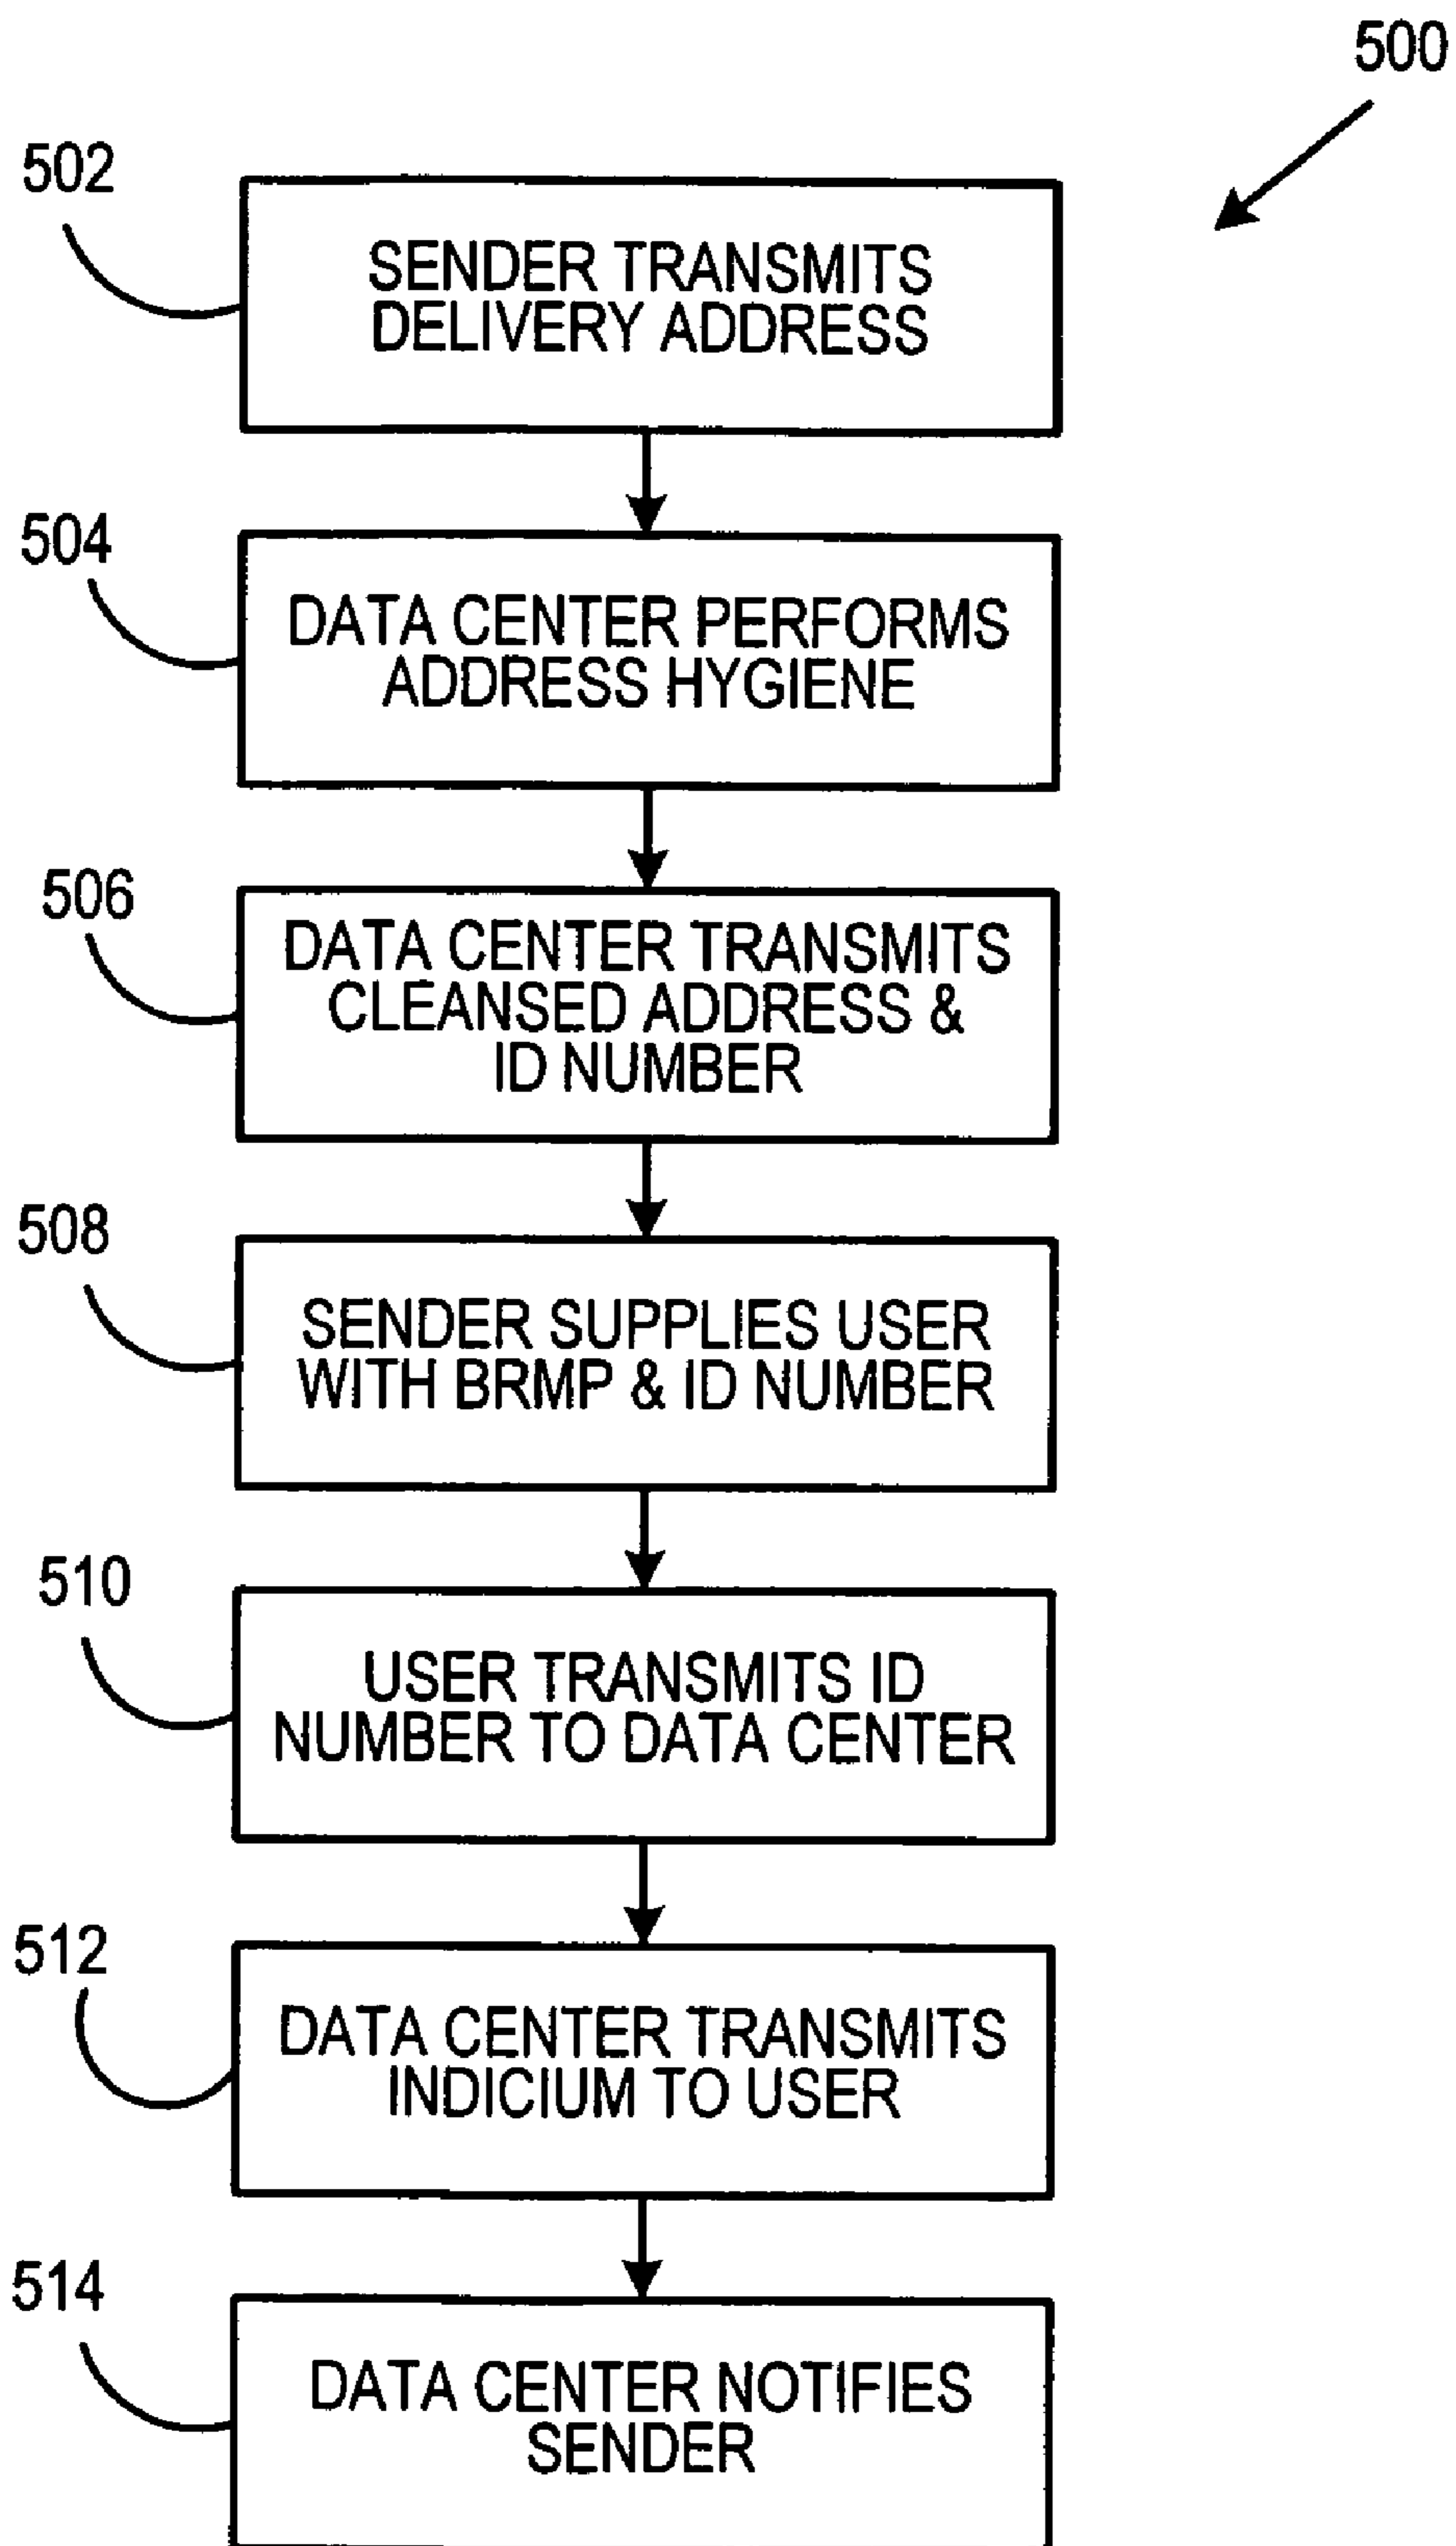 500
502
SENDER TRANSMITS
DELIVERY ADDRESS
504
DATA CENTER PERFORMS
ADDRESS HYGIENE
506
DATA CENTER TRANSMITS
CLEANSED ADDRESS &
ID NUMBER
508
SENDER SUPPLIES USER
WITH BRMP & ID NUMBER
510
USER TRANSMITS ID
NUMBER TO DATA CENTER
512
DATA CENTER TRANSMITS
INDICIUM TO USER
514
DATA CENTER NOTIFIES
SENDER